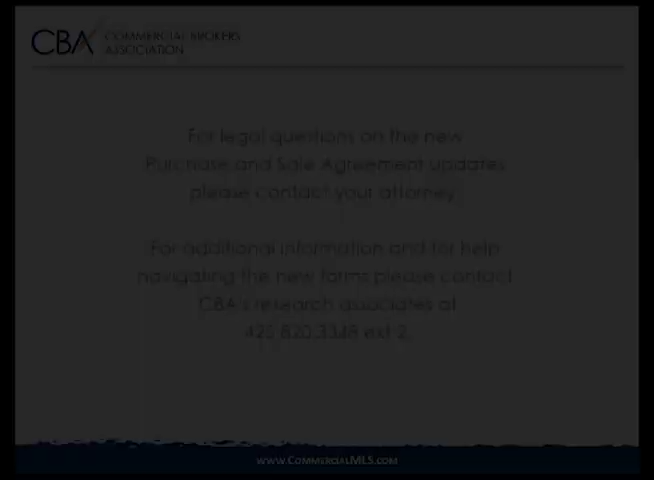 CBA COMMERCIAL BROKERS
ASSOCIATION
For legal questions on the new
Purchase and Sale Agreement updates
please contact your attorney.
For additional information and for help
navigating the new forms please contact
CBA's research associates at
425.820.3348 ext 2.
www.CommercialMLS.com